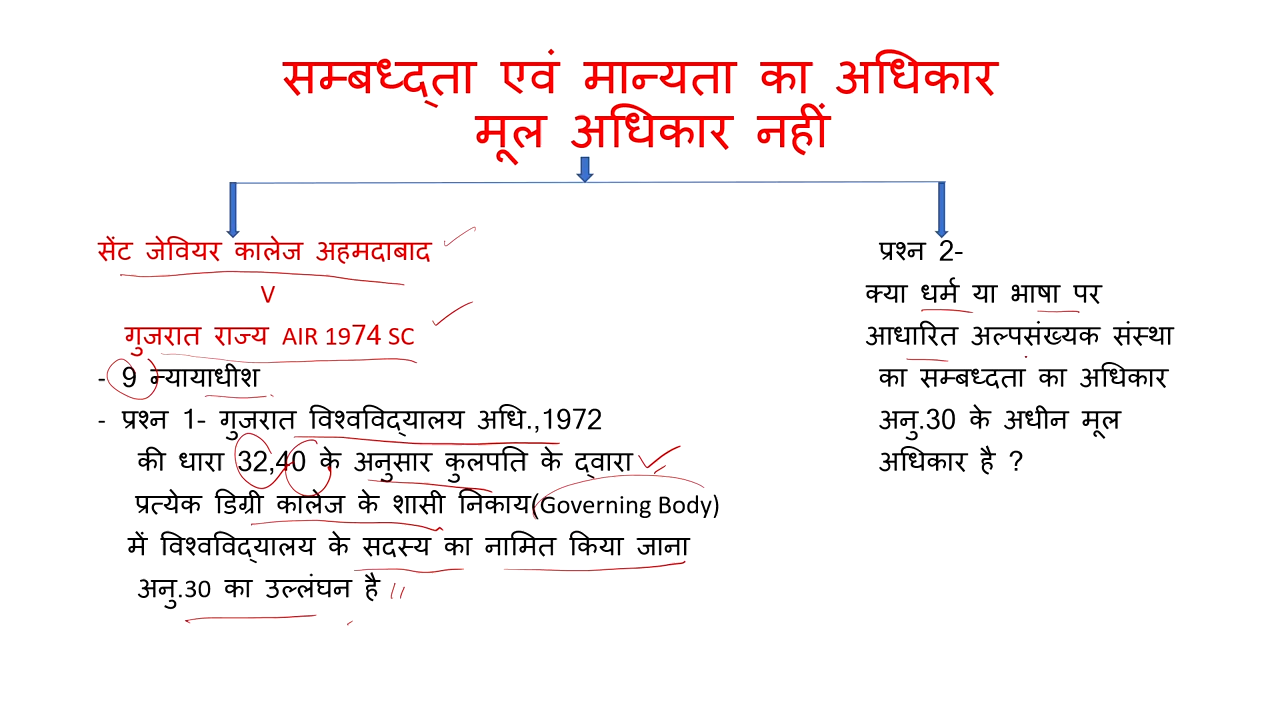 सम्बध्द्ता एवं मान्यता का अधिकार
मूल अधिकार नहीं
सेंट जेवियर कालेज अहमदाबाद
V
गुजरात राज्य AIR 1974 SC
- 9 न्यायाधीश
- प्रश्न 1- गुजरात विश्वविद्यालय अधि.,1972
की धारा 32,40 के अनुसार कुलपति के द्वारा
प्रत्येक डिग्री कालेज के शासी निकाय(Governing Body)
में विश्वविद्यालय के सदस्य का नामित किया जाना
अनु.30 का उल्लंघन है
प्रश्न 2-
क्या धर्म या भाषा पर
आधारित अल्पसंख्यक संस्था
का सम्बध्दता का अधिकार
अनु.30 के अधीन मूल
अधिकार है ?